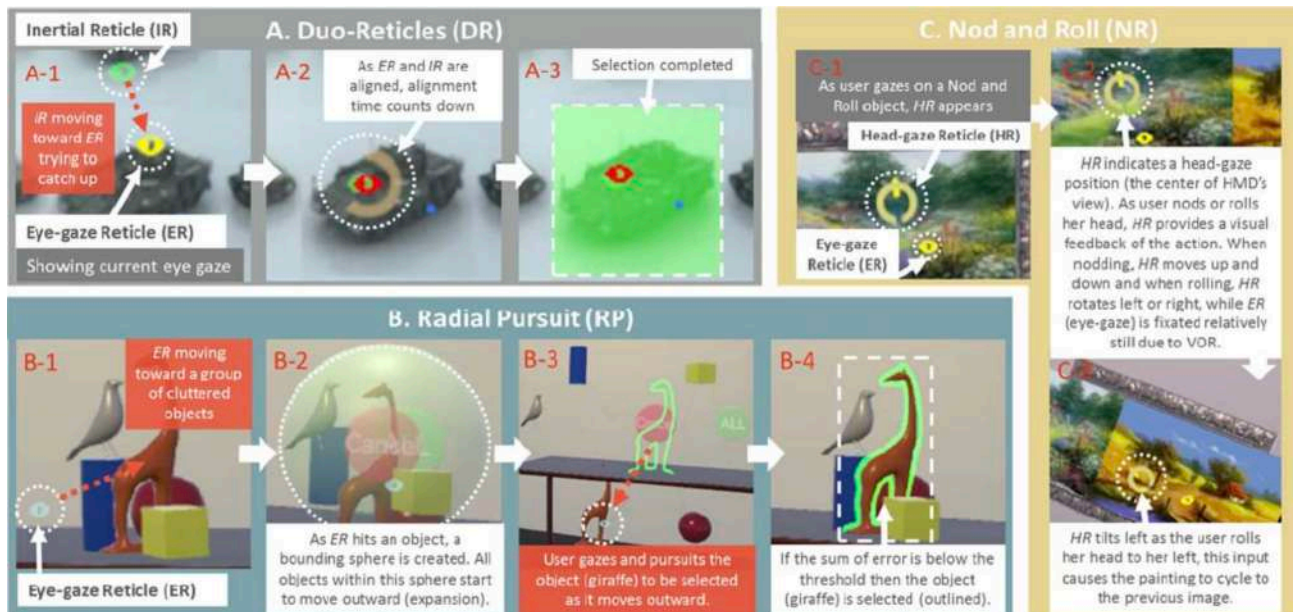 A. Duo-Reticles (DR)
Inertial Reticle (IR)
A-1
IR moving
toward ER
trying to
catch up
Eye-gaze Reticle (ER)
Showing current eye gaze
A-2
As ER and IR are
aligned, alignment
time counts down
A-3
Selection completed
B. Radial Pursuit (RP)
B-1
ER moving
toward a group
of cluttered
objects
Eye-gaze Reticle (ER)
B-2
Cancel
As ER hits an object, a
bounding sphere is created. All
objects within this sphere start
to move outward (expansion).
B-3
ALL
User gazes and pursuits the
object (giraffe) to be selected
as it moves outward.
B-4
If the sum of error is below the
threshold then the object
(giraffe) is selected (outlined).
C. Nod and Roll (NR)
C-1
As user gazes on a Nod and
Roll object, HR appears
Head-gaze Reticle (HR)
Eye-gaze
Reticle (ER)
C-2
HR indicates a head-gaze
position (the center of HMD's
view). As user nods or rolls
her head, HR provides a visual
feedback of the action. When
nodding, HR moves up and
down and when rolling, HR
rotates left or right, while ER
(eye-gaze) is fixated relatively
still due to VOR.
HR tilts left as the user rolls
her head to her left, this input
causes the painting to cycle to
the previous image.